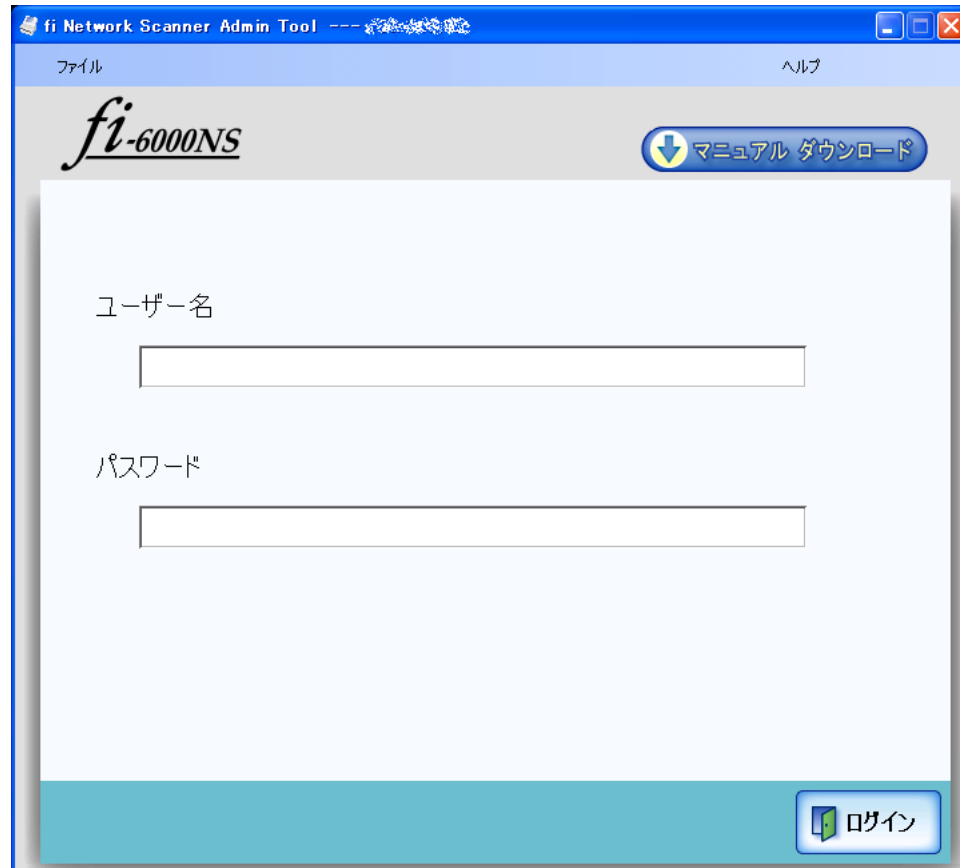 fi Network Scanner Admin Tool ---
ファイル ヘルプ
fi-6000NS
マニュアル ダウンロード
ユーザー名
パスワード
ログイン